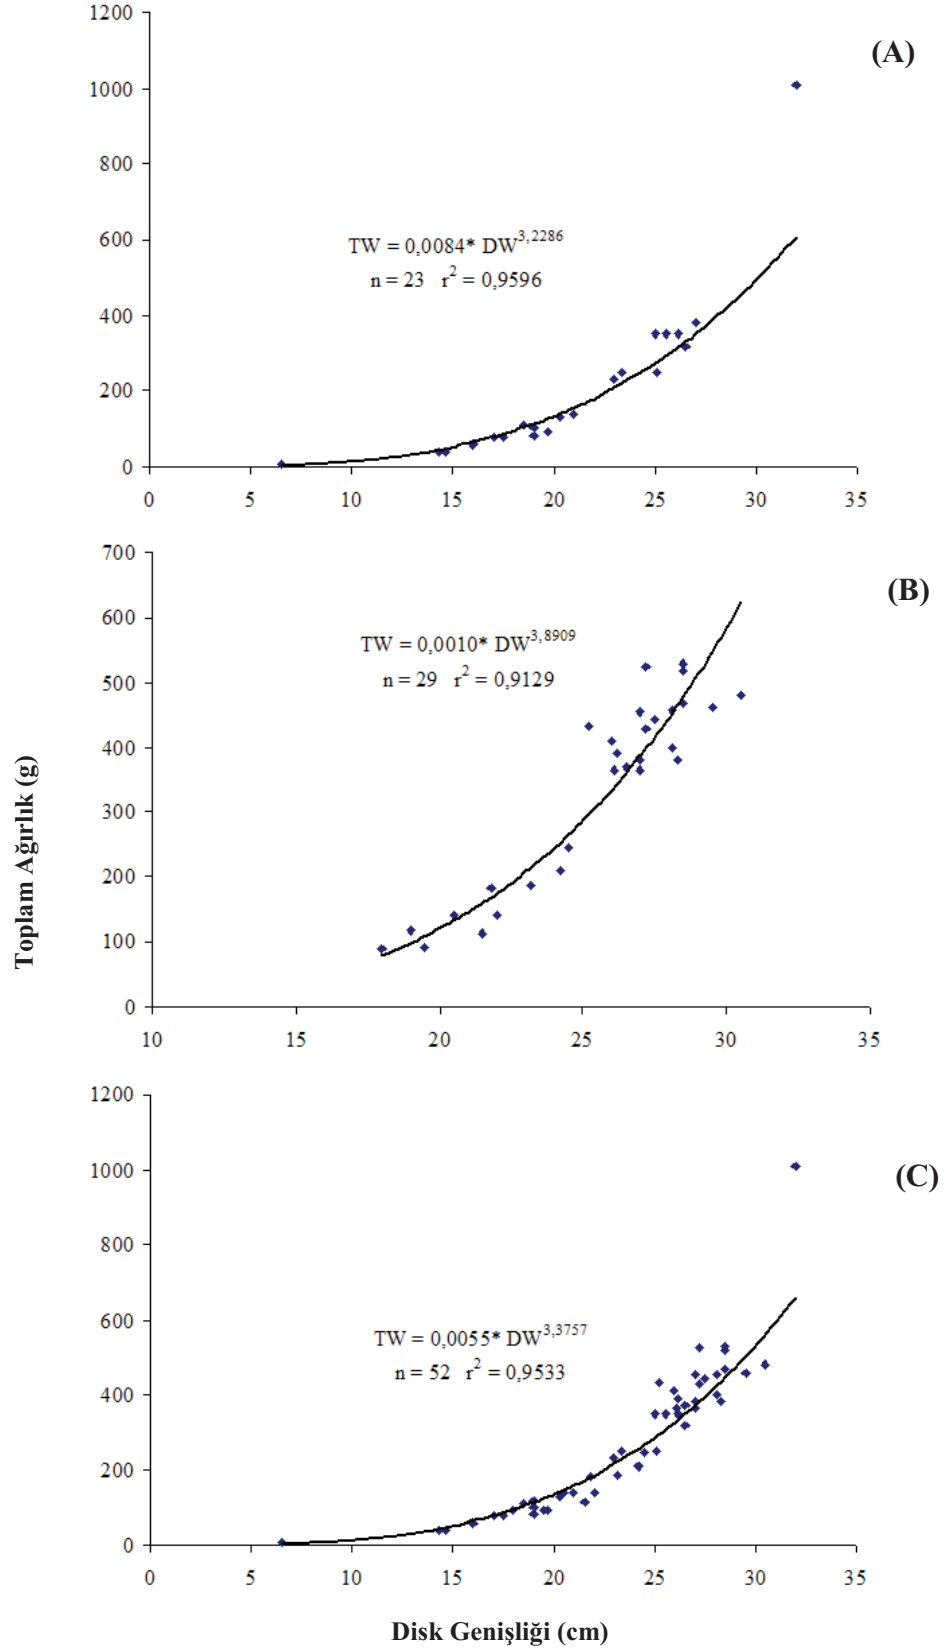 1200
(A)
1000
800
600
TW = 0,0084* DW^3,2286
n = 23 r^2 = 0,9596
400
200
0
0 5 10 15 20 25 30 35
700
(B)
600
TW = 0,0010* DW^3,8909
n = 29 r^2 = 0,9129
500
400
300
200
100
0
10 15 20 25 30 35
Toplam Ağırlık (g)
1200
1000
(C)
800
600
TW = 0,0055* DW^3,3757
n = 52 r^2 = 0,9533
400
200
0
0 5 10 15 20 25 30 35
Disk Genişliği (cm)